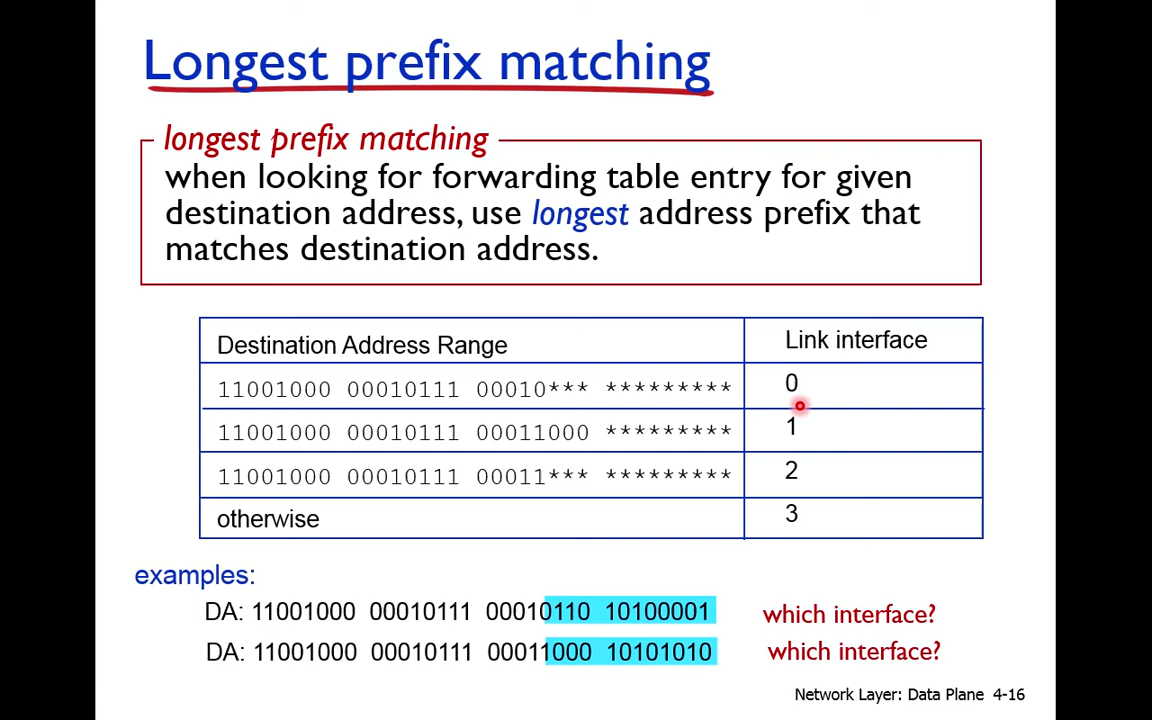 Longest prefix matching
longest prefix matching
when looking for forwarding table entry for given
destination address, use longest address prefix that
matches destination address.
Destination Address Range Link interface
11001000 00010111 00010*** ********* 0
11001000 00010111 00011000 ********* 1
11001000 00010111 00011*** ********* 2
otherwise 3
examples:
DA: 11001000 00010111 00010110 10100001 which interface?
DA: 11001000 00010111 00011000 10101010 which interface?
Network Layer: Data Plane 4-16